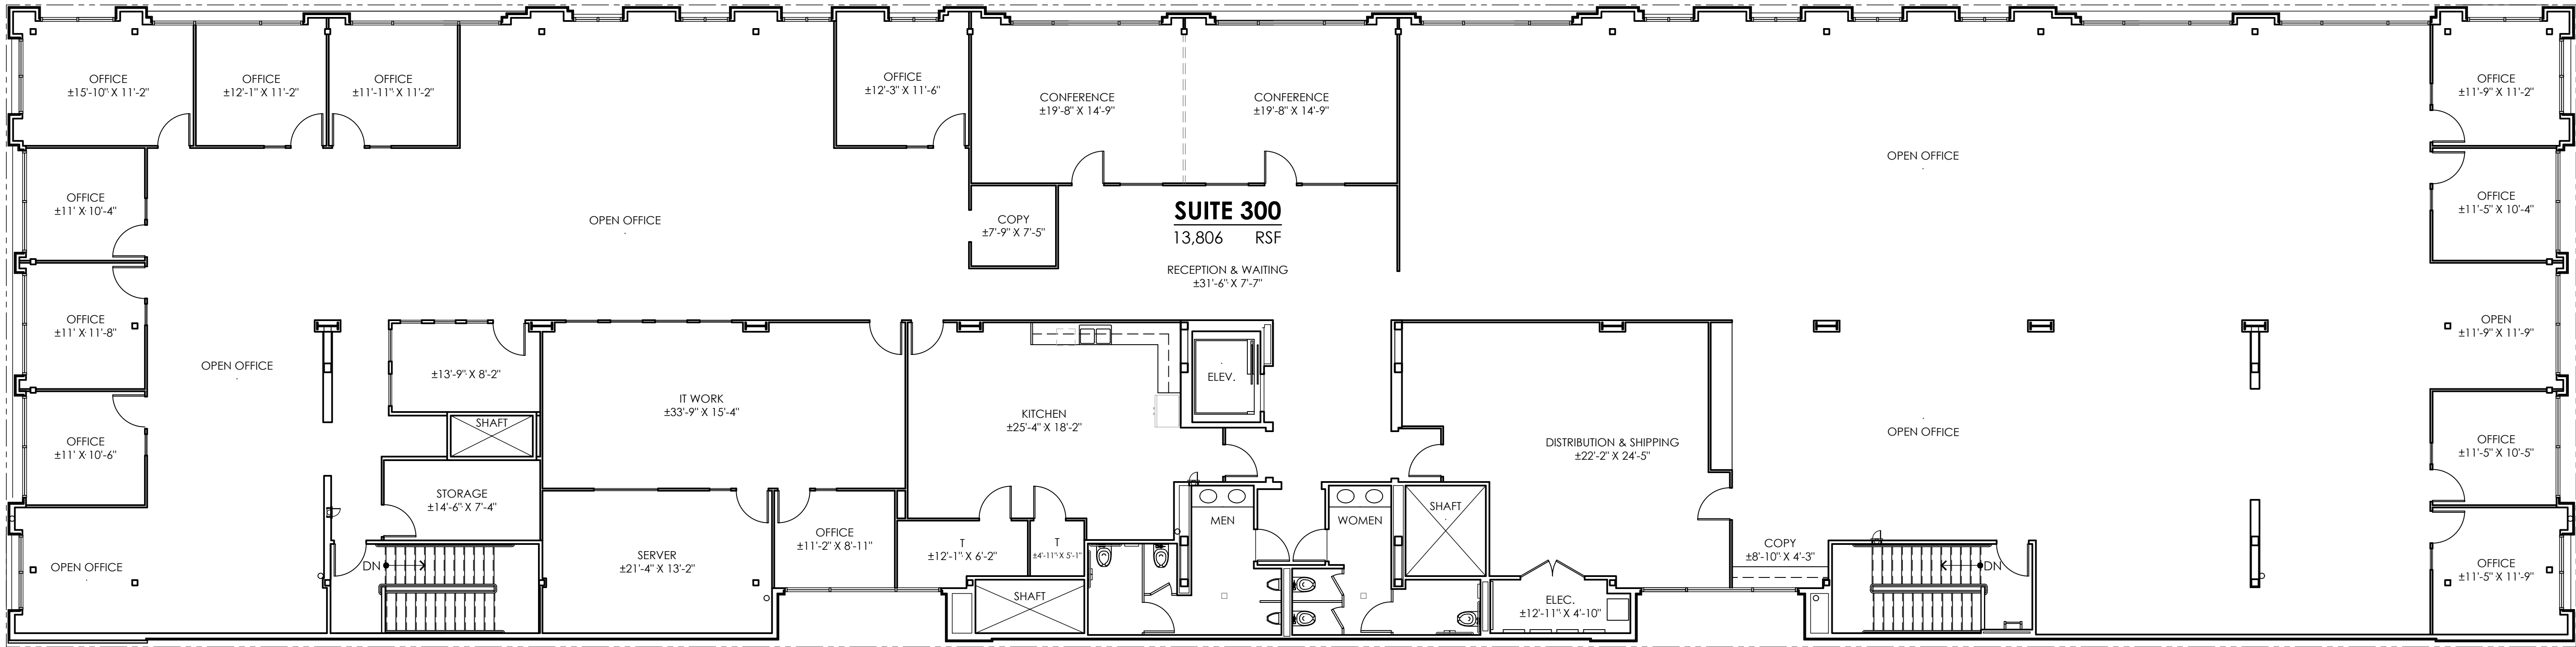 OFFICE
±15'-10" X 11'-2"
OFFICE
±12'-1" X 11'-2"
OFFICE
±11'-11" X 11'-2"
OFFICE
±12'-3" X 11'-6"
CONFERENCE
±19'-8" X 14'-9"
CONFERENCE
±19'-8" X 14'-9"
OFFICE
±11'-9" X 11'-2"
OPEN OFFICE
OFFICE
±11' X 10'-4"
OPEN OFFICE
COPY
±7'-9" X 7'-5"
SUITE 300
13,806 RSF
OFFICE
±11'-5" X 10'-4"
RECEPTION & WAITING
±31'-6" X 7'-7"
OFFICE
±11' X 11'-8"
OPEN
±11'-9" X 11'-9"
OPEN OFFICE
±13'-9" X 8'-2"
ELEV.
IT WORK
±33'-9" X 15'-4"
KITCHEN
±25'-4" X 18'-2"
SHAFT
OPEN OFFICE
OFFICE
±11' X 10'-6"
DISTRIBUTION & SHIPPING
±22'-2" X 24'-5"
OFFICE
±11'-5" X 10'-5"
STORAGE
±14'-6" X 7'-4"
SHAFT
MEN
WOMEN
OFFICE
±11'-2" X 8'-11"
T
±12'-1" X 6'-2"
T
±4'-11" X 5'-1"
COPY
±8'-10" X 4'-3"
SERVER
±21'-4" X 13'-2"
OPEN OFFICE
DN
DN
OFFICE
±11'-5" X 11'-9"
SHAFT
ELEC.
±12'-11" X 4'-10"